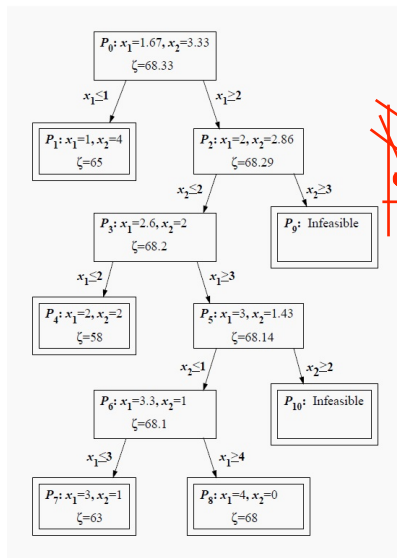 P0: x1=1.67, x2=3.33
ζ=68.33
x1≤1
x1≥2
P1: x1=1, x2=4
ζ=65
P2: x1=2, x2=2.86
ζ=68.29
x2≤2
x2≥3
P3: x1=2.6, x2=2
ζ=68.2
P9: Infeasible
x1≤2
x1≥3
P4: x1=2, x2=2
ζ=58
P5: x1=3, x2=1.43
ζ=68.14
x2≤1
x2≥2
P6: x1=3.3, x2=1
ζ=68.1
P10: Infeasible
x1≤3
x1≥4
P7: x1=3, x2=1
ζ=63
P8: x1=4, x2=0
ζ=68